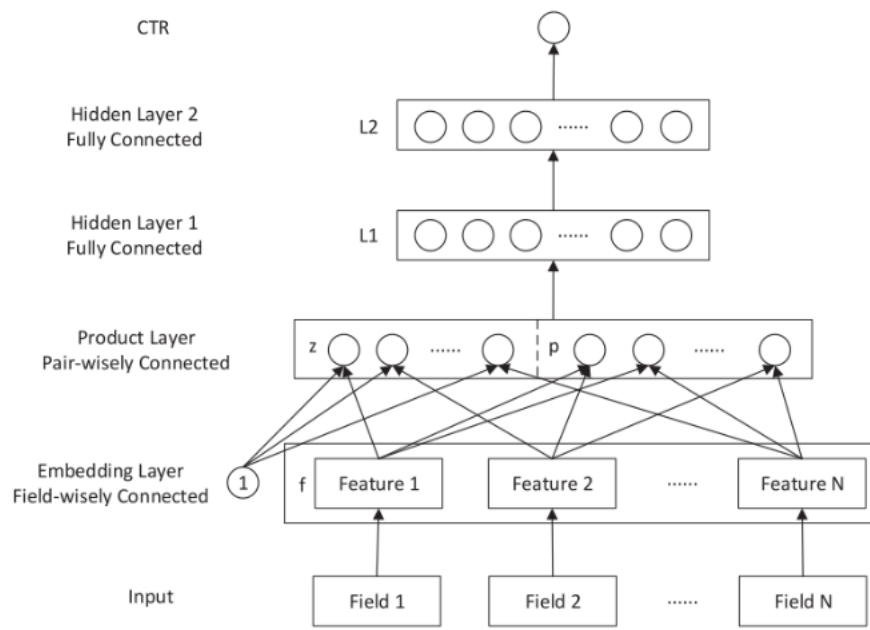 CTR
Hidden Layer 2
Fully Connected
L2
......
Hidden Layer 1
Fully Connected
L1
......
Product Layer
Pair-wisely Connected
z
......
p
......
Embedding Layer
Field-wisely Connected
1
f
Feature 1
Feature 2
......
Feature N
Input
Field 1
Field 2
......
Field N